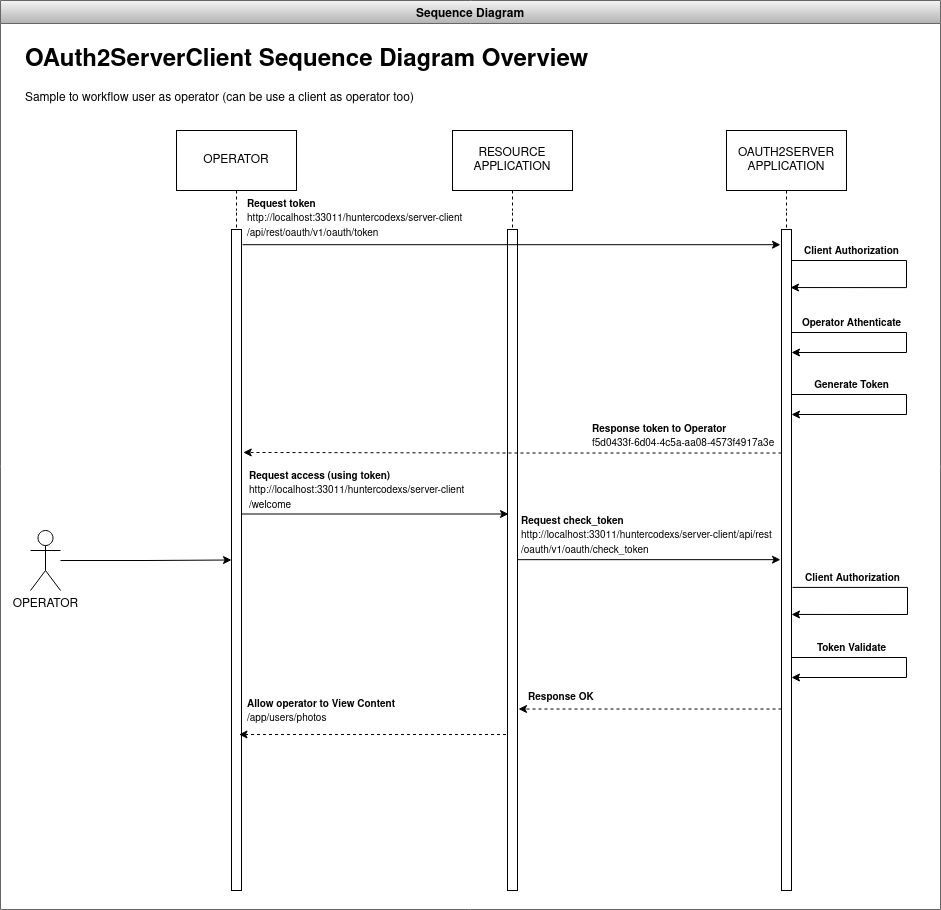 Sequence Diagram
OAuth2ServerClient Sequence Diagram Overview
Sample to workflow user as operator (can be use a client as operator too)
OPERATOR
RESOURCE
APPLICATION
OAUTH2SERVER
APPLICATION
Request token
http://localhost:33011/huntercodexs/server-client
/api/rest/oauth/v1/oauth/token
Client Authorization
Operator Athenticate
Generate Token
Response token to Operator
f5d0433f-6d04-4c5a-aa08-4573f4917a3e
Request access (using token)
http://localhost:33011/huntercodexs/server-client
/welcome
Request check_token
http://localhost:33011/huntercodexs/server-client/api/rest
/oauth/v1/oauth/check_token
OPERATOR
Client Authorization
Token Validate
Response OK
Allow operator to View Content
/app/users/photos